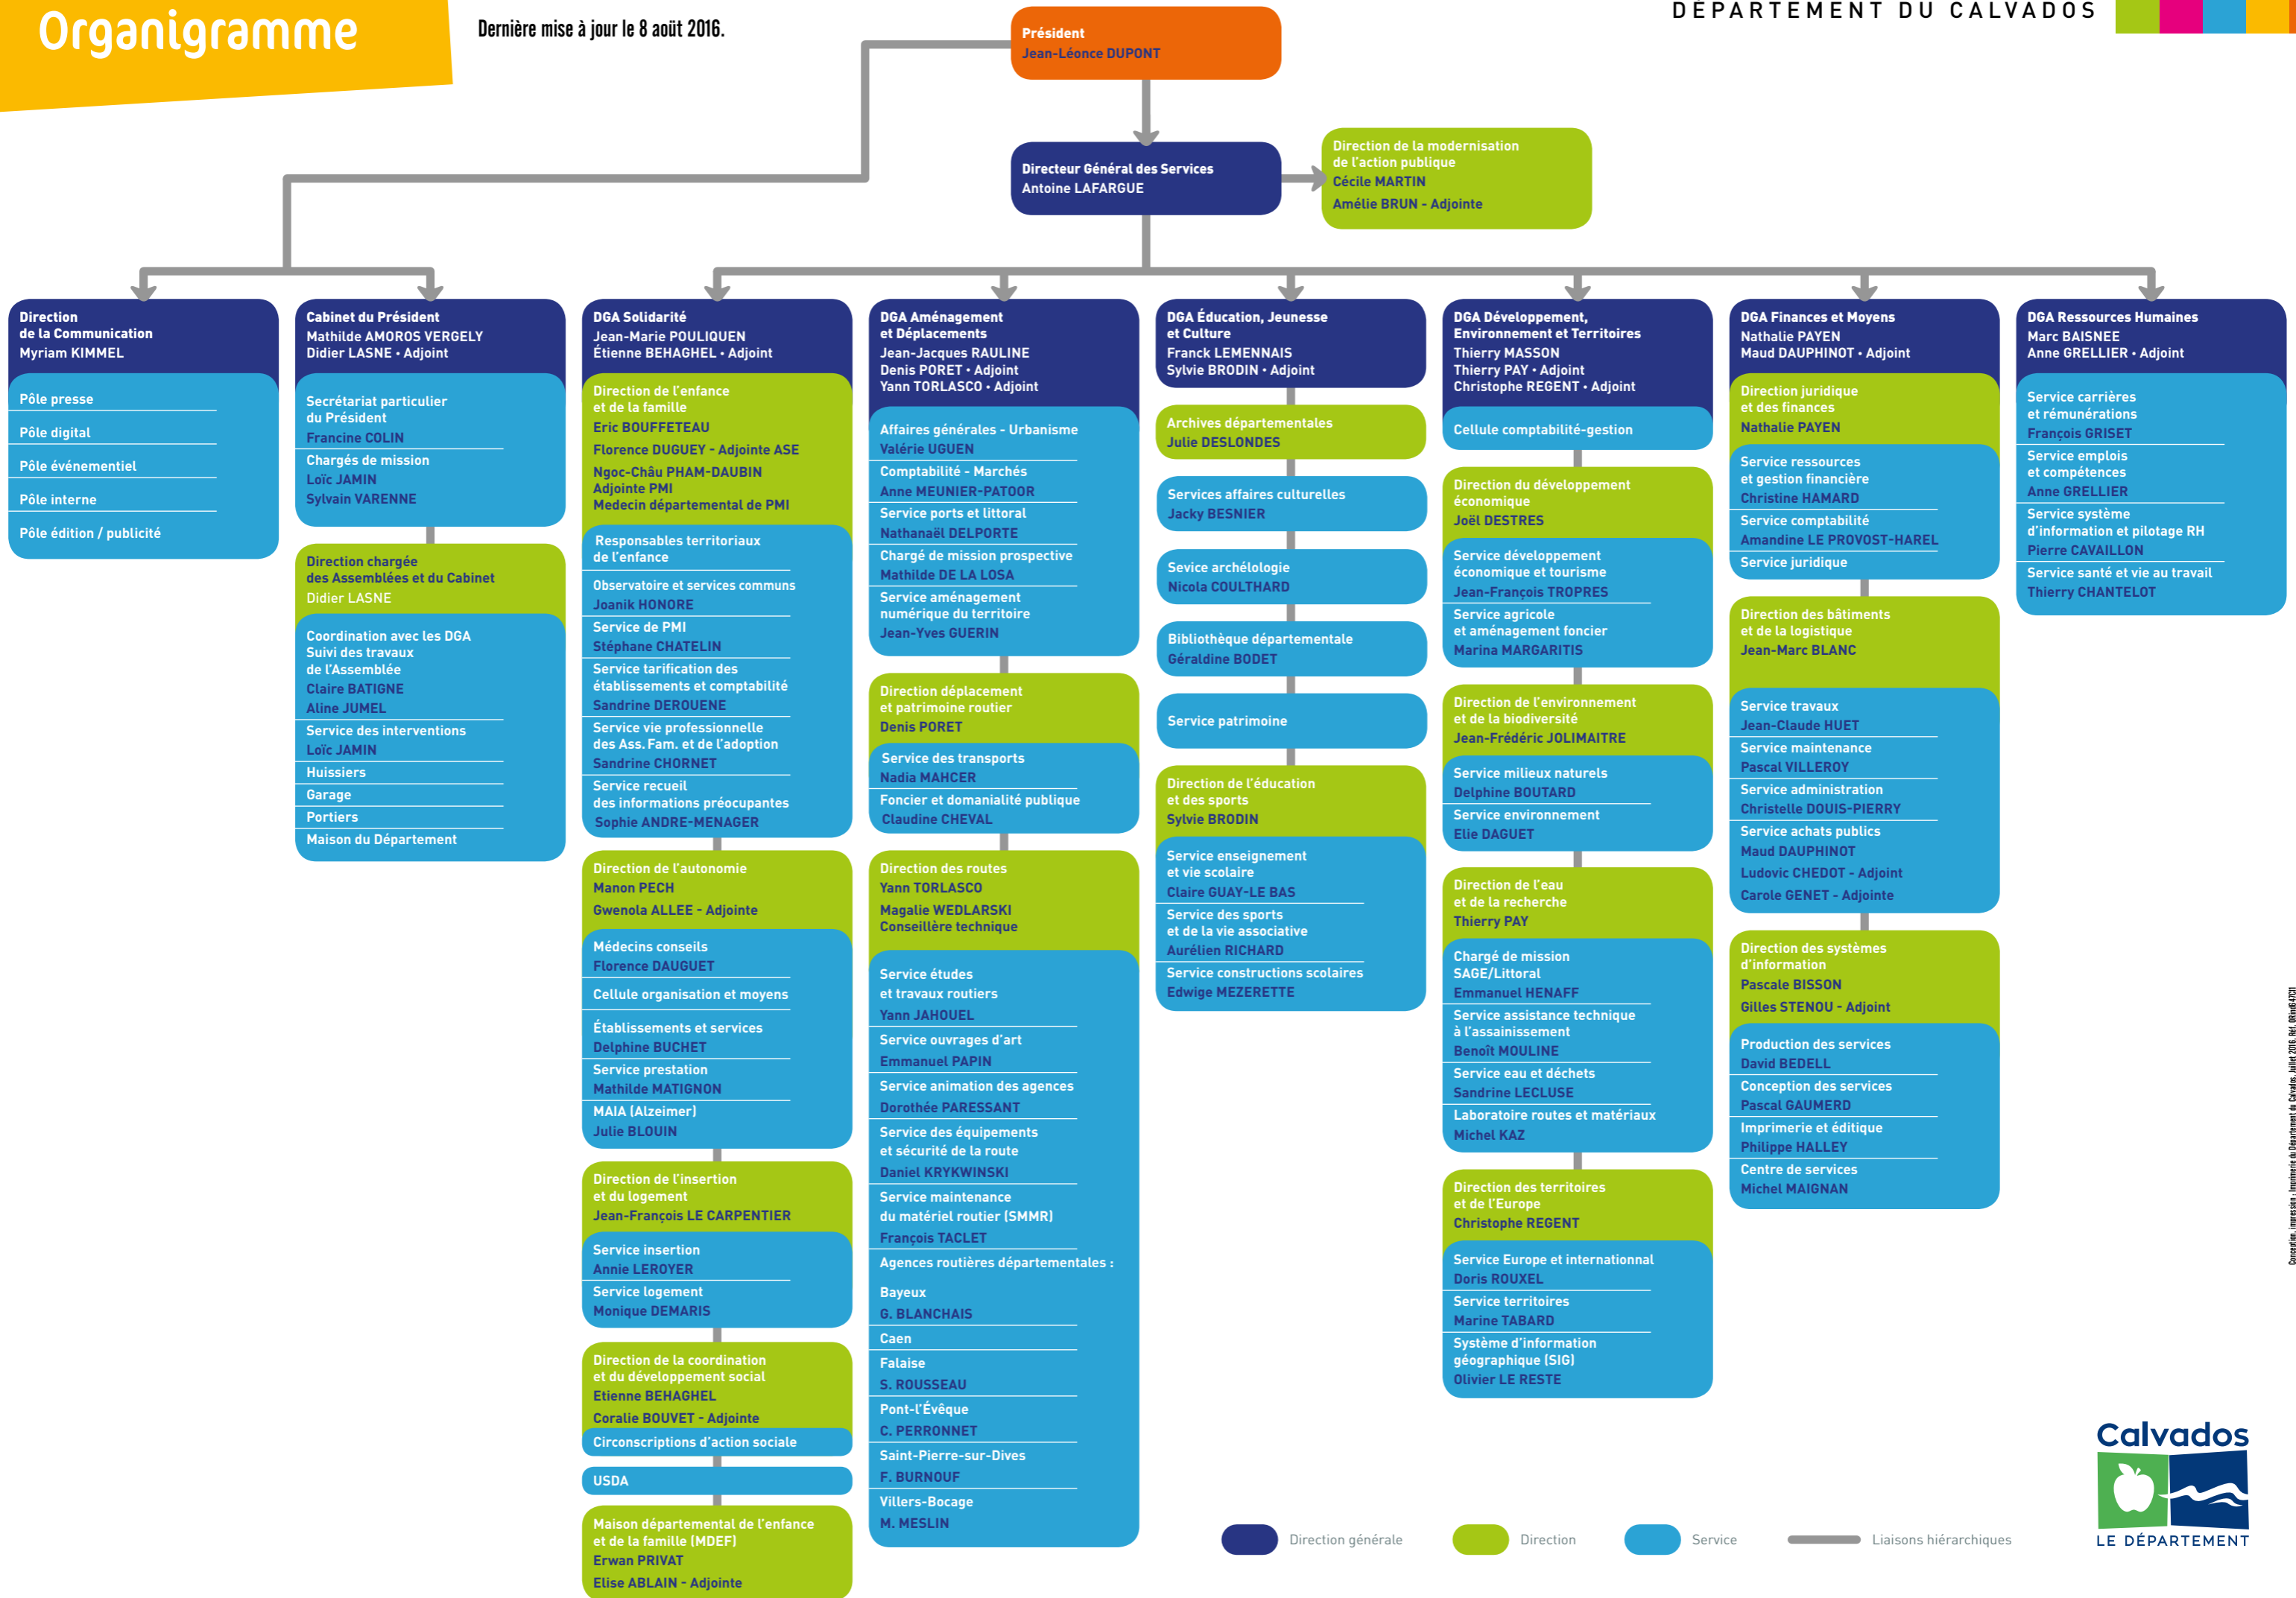 Organigramme
Dernière mise à jour le 8 août 2016.
DÉPARTEMENT DU CALVADOS
Président
Jean-Léonce DUPONT
Directeur Général des Services
Antoine LAFARGUE
Direction de la modernisation
de l'action publique
Cécile MARTIN
Amélie BRUN - Adjointe
Direction
de la Communication
Myriam KIMMEL
Pôle presse
Pôle digital
Pôle événementiel
Pôle interne
Pôle édition / publicité
Cabinet du Président
Mathilde AMOROS VERGELY
Didier LASNE • Adjoint
Secrétariat particulier
du Président
Francine COLIN
Chargés de mission
Loïc JAMIN
Sylvain VARENNE
Direction chargée
des Assemblées et du Cabinet
Didier LASNE
Coordination avec les DGA
Suivi des travaux
de l'Assemblée
Claire BATIGNE
Aline JUMEL
Service des interventions
Loïc JAMIN
Huissiers
Garage
Portiers
Maison du Département
DGA Solidarité
Jean-Marie POULIQUEN
Étienne BEHAGHEL • Adjoint
Direction de l'enfance
et de la famille
Eric BOUFFETEAU
Florence DUGUEY - Adjointe ASE
Ngoc-Châu PHAM-DAUBIN
Adjointe PMI
Medecin départemental de PMI
Responsables territoriaux
de l'enfance
Observatoire et services communs
Joanik HONORE
Service de PMI
Stéphane CHATELIN
Service tarification des
établissements et comptabilité
Sandrine DEROUENE
Service vie professionnelle
des Ass. Fam. et de l'adoption
Sandrine CHORNET
Service recueil
des informations préocupantes
Sophie ANDRE-MENAGER
Direction de l'autonomie
Manon PECH
Gwenola ALLEE - Adjointe
Médecins conseils
Florence DAUGUET
Cellule organisation et moyens
Établissements et services
Delphine BUCHET
Service prestation
Mathilde MATIGNON
MAIA (Alzeimer)
Julie BLOUIN
Direction de l'insertion
et du logement
Jean-François LE CARPENTIER
Service insertion
Annie LEROYER
Service logement
Monique DEMARIS
Direction de la coordination
et du développement social
Etienne BEHAGHEL
Coralie BOUVET - Adjointe
Circonscriptions d'action sociale
USDA
Maison départemental de l'enfance
et de la famille (MDEF)
Erwan PRIVAT
Elise ABLAIN - Adjointe
DGA Aménagement
et Déplacements
Jean-Jacques RAULINE
Denis PORET • Adjoint
Yann TORLASCO • Adjoint
Affaires générales - Urbanisme
Valérie UGUEN
Comptabilité - Marchés
Anne MEUNIER-PATOOR
Service ports et littoral
Nathanaël DELPORTE
Chargé de mission prospective
Mathilde DE LA LOSA
Service aménagement
numérique du territoire
Jean-Yves GUERIN
Direction déplacement
et patrimoine routier
Denis PORET
Service des transports
Nadia MAHCER
Foncier et domanialité publique
Claudine CHEVAL
Direction des routes
Yann TORLASCO
Magalie WEDLARSKI
Conseillère technique
Service études
et travaux routiers
Yann JAHOUEL
Service ouvrages d'art
Emmanuel PAPIN
Service animation des agences
Dorothée PARESSANT
Service des équipements
et sécurité de la route
Daniel KRYKWINSKI
Service maintenance
du matériel routier (SMMR)
François TACLET
Agences routières départementales :
Bayeux
G. BLANCHAIS
Caen
Falaise
S. ROUSSEAU
Pont-l'Évêque
C. PERRONNET
Saint-Pierre-sur-Dives
F. BURNOUF
Villers-Bocage
M. MESLIN
DGA Éducation, Jeunesse
et Culture
Franck LEMENNAIS
Sylvie BRODIN • Adjoint
Archives départementales
Julie DESLONDES
Services affaires culturelles
Jacky BESNIER
Sevice archélologie
Nicola COULTHARD
Bibliothèque départementale
Géraldine BODET
Service patrimoine
Direction de l'éducation
et des sports
Sylvie BRODIN
Service enseignement
et vie scolaire
Claire GUAY-LE BAS
Service des sports
et de la vie associative
Aurélien RICHARD
Service constructions scolaires
Edwige MEZERETTE
DGA Développement,
Environnement et Territoires
Thierry MASSON
Thierry PAY • Adjoint
Christophe REGENT • Adjoint
Cellule comptabilité-gestion
Direction du développement
économique
Joël DESTRES
Service développement
économique et tourisme
Jean-François TROPRES
Service agricole
et aménagement foncier
Marina MARGARITIS
Direction de l'environnement
et de la biodiversité
Jean-Frédéric JOLIMAITRE
Service milieux naturels
Delphine BOUTARD
Service environnement
Elie DAGUET
Direction de l'eau
et de la recherche
Thierry PAY
Chargé de mission
SAGE/Littoral
Emmanuel HENAFF
Service assistance technique
à l'assainissement
Benoît MOULINE
Service eau et déchets
Sandrine LECLUSE
Laboratoire routes et matériaux
Michel KAZ
Direction des territoires
et de l'Europe
Christophe REGENT
Service Europe et internationnal
Doris ROUXEL
Service territoires
Marine TABARD
Système d'information
géographique (SIG)
Olivier LE RESTE
DGA Finances et Moyens
Nathalie PAYEN
Maud DAUPHINOT • Adjoint
Direction juridique
et des finances
Nathalie PAYEN
Service ressources
et gestion financière
Christine HAMARD
Service comptabilité
Amandine LE PROVOST-HAREL
Service juridique
Direction des bâtiments
et de la logistique
Jean-Marc BLANC
Service travaux
Jean-Claude HUET
Service maintenance
Pascal VILLEROY
Service administration
Christelle DOUIS-PIERRY
Service achats publics
Maud DAUPHINOT
Ludovic CHEDOT - Adjoint
Carole GENET - Adjointe
Direction des systèmes
d'information
Pascale BISSON
Gilles STENOU - Adjoint
Production des services
David BEDELL
Conception des services
Pascal GAUMERD
Imprimerie et éditique
Philippe HALLEY
Centre de services
Michel MAIGNAN
DGA Ressources Humaines
Marc BAISNEE
Anne GRELLIER • Adjoint
Service carrières
et rémunérations
François GRISET
Service emplois
et compétences
Anne GRELLIER
Service système
d'information et pilotage RH
Pierre CAVAILLON
Service santé et vie au travail
Thierry CHANTELOT
Conception, impression : Imprimerie du Département du Calvados. Juillet 2016. Réf.
Direction générale
Direction
Service
Liaisons hiérarchiques
Calvados
LE DÉPARTEMENT